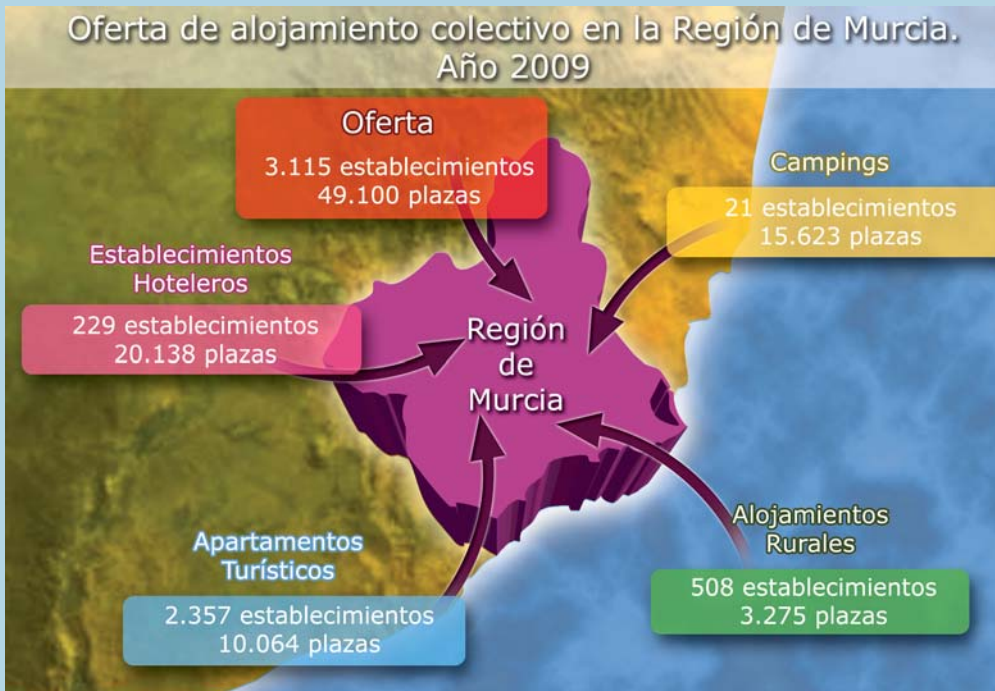 Oferta de alojamiento colectivo en la Región de Murcia.
Año 2009
Oferta
3.115 establecimientos
49.100 plazas
Campings
21 establecimientos
15.623 plazas
Establecimientos
Hoteleros
229 establecimientos
20.138 plazas
Región
de
Murcia
Alojamientos
Rurales
508 establecimientos
3.275 plazas
Apartamentos
Turísticos
2.357 establecimientos
10.064 plazas